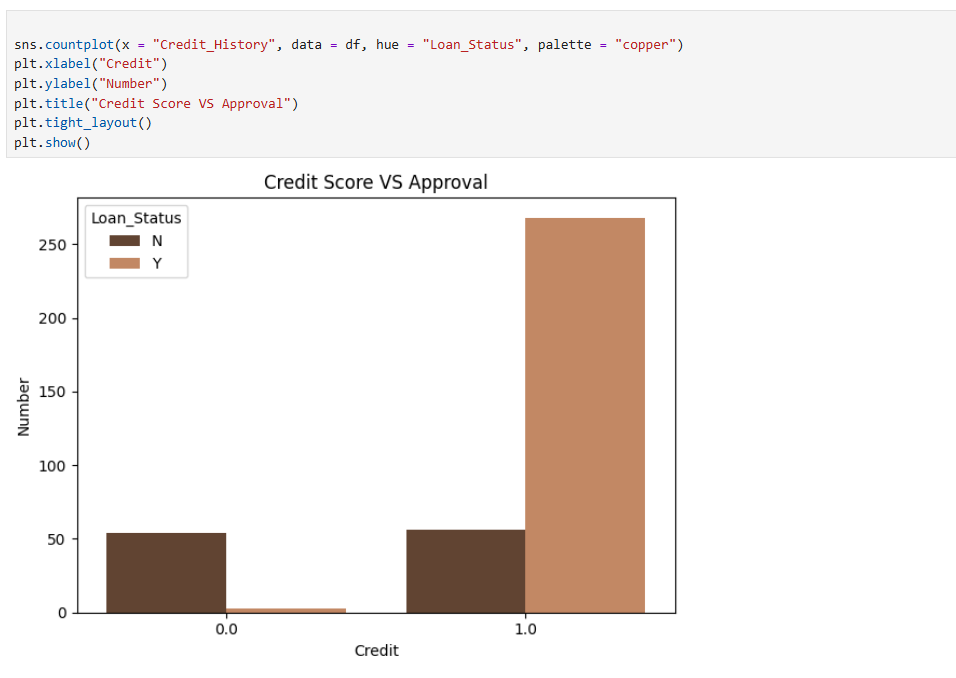 sns.countplot(x = "Credit_History", data = df, hue = "Loan_Status", palette = "copper")
plt.xlabel("Credit")
plt.ylabel("Number")
plt.title("Credit Score VS Approval")
plt.tight_layout()
plt.show()
Credit Score VS Approval
Loan_Status
N
Y
250
200
150
100
50
0
Number
0.0 1.0
Credit